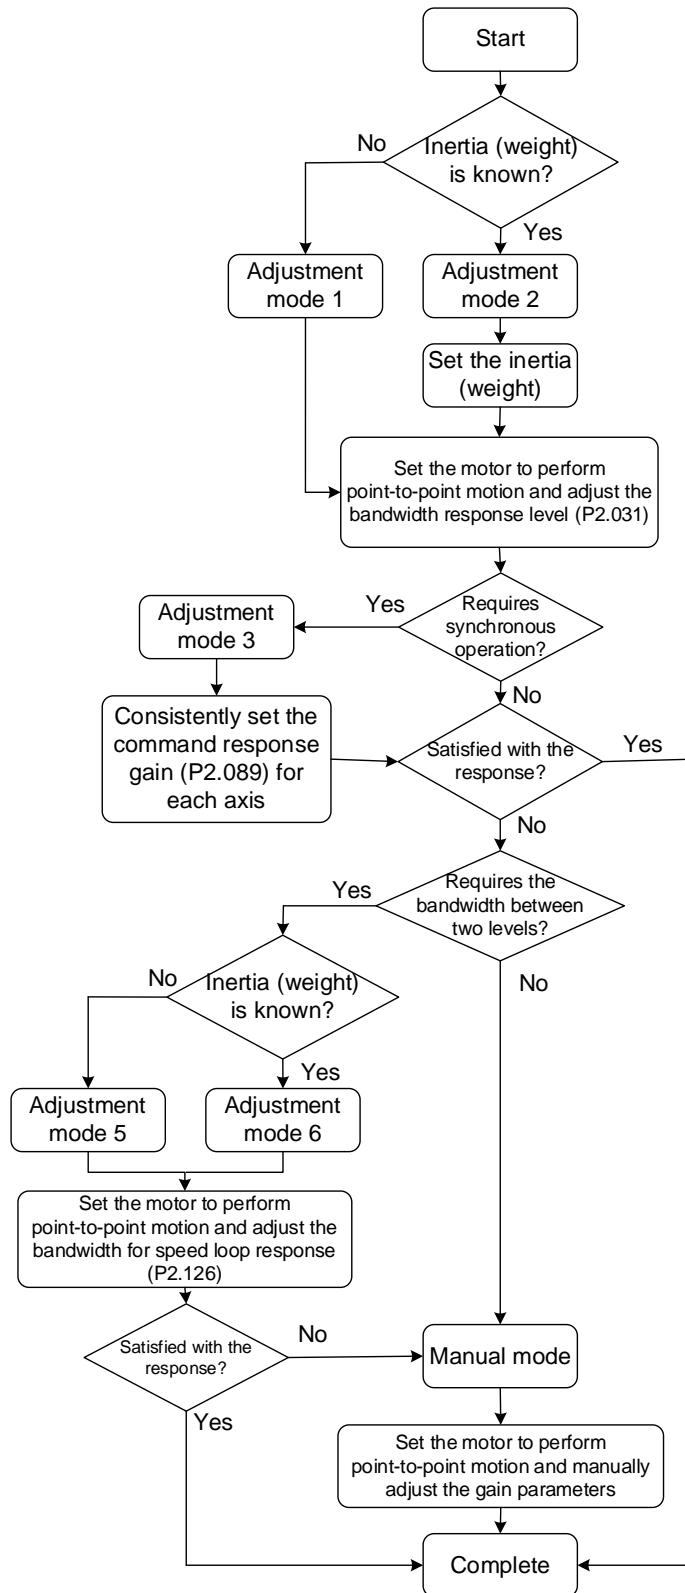 Start
Inertia (weight)
is known?
No
Yes
Adjustment
mode 1
Adjustment
mode 2
Set the inertia
(weight)
Set the motor to perform
point-to-point motion and adjust the
bandwidth response level (P2.031)
Requires
synchronous
operation?
Yes
No
Adjustment
mode 3
Consistently set the
command response
gain (P2.089) for
each axis
Satisfied with the
response?
Yes
No
Requires the
bandwidth between
two levels?
Yes
No
Inertia (weight)
is known?
No
Yes
Adjustment
mode 5
Adjustment
mode 6
Set the motor to perform
point-to-point motion and adjust the
bandwidth for speed loop response
(P2.126)
Satisfied with the
response?
No
Yes
Manual mode
Set the motor to perform
point-to-point motion and manually
adjust the gain parameters
Complete